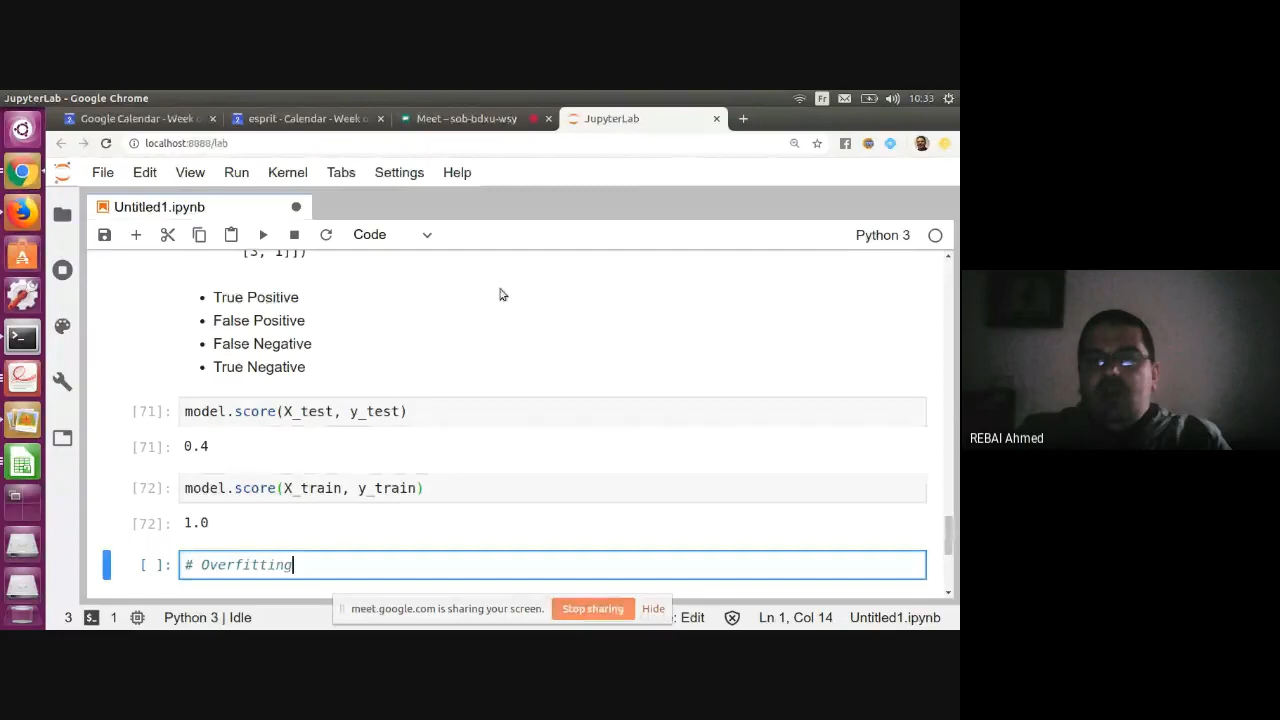 JupyterLab - Google Chrome
Fr
10:33
Google Calendar - Week o
esprit - Calendar - Week o
Meet – sob-bdxu-wsy
JupyterLab
localhost:8888/lab
File Edit View Run Kernel Tabs Settings Help
Untitled1.ipynb
Code
Python 3
[3, 1]])
• True Positive
• False Positive
• False Negative
• True Negative
[71]: model.score(X_test, y_test)
[71]: 0.4
[72]: model.score(X_train, y_train)
[72]: 1.0
[ ]: # Overfitting
meet.google.com is sharing your screen. Stop sharing Hide
3 1 Python 3 | Idle : Edit Ln 1, Col 14 Untitled1.ipynb
REBAI Ahmed